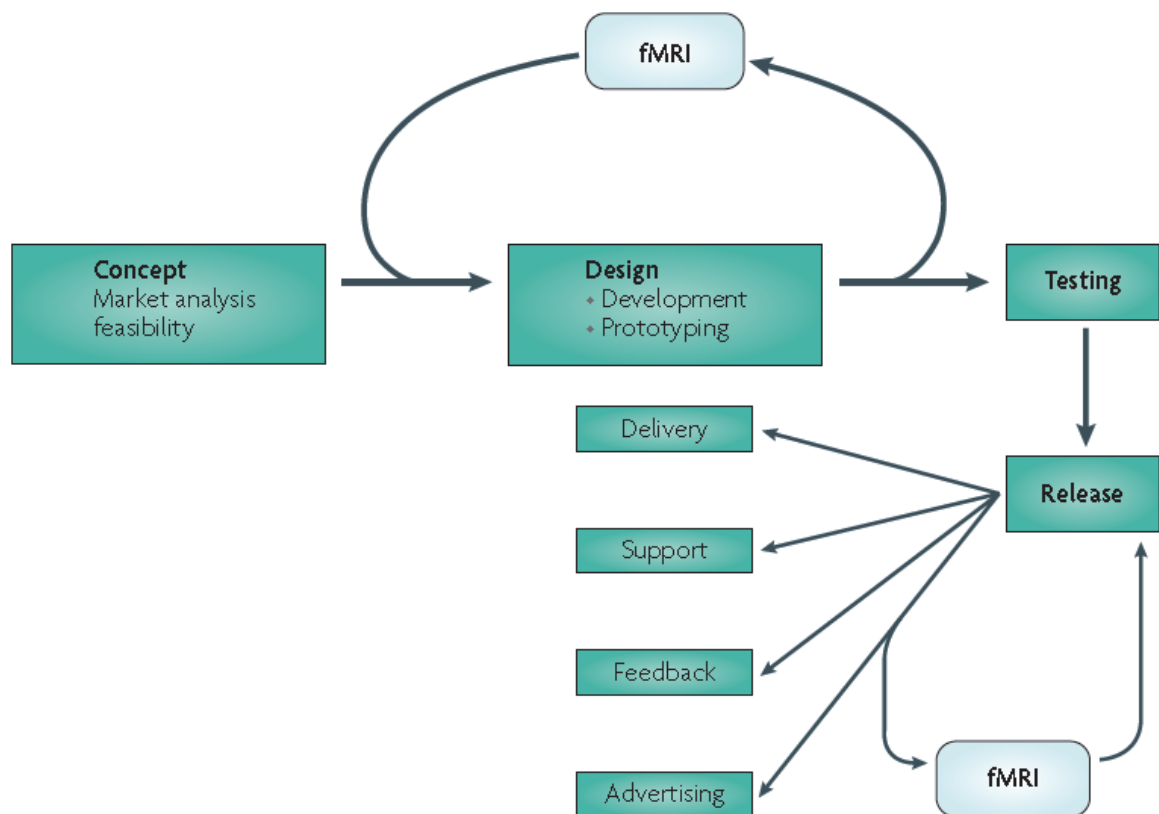 fMRI
Concept
Market analysis
feasibility
Design
◆ Development
◆ Prototyping
Testing
Delivery
Release
Support
Feedback
fMRI
Advertising